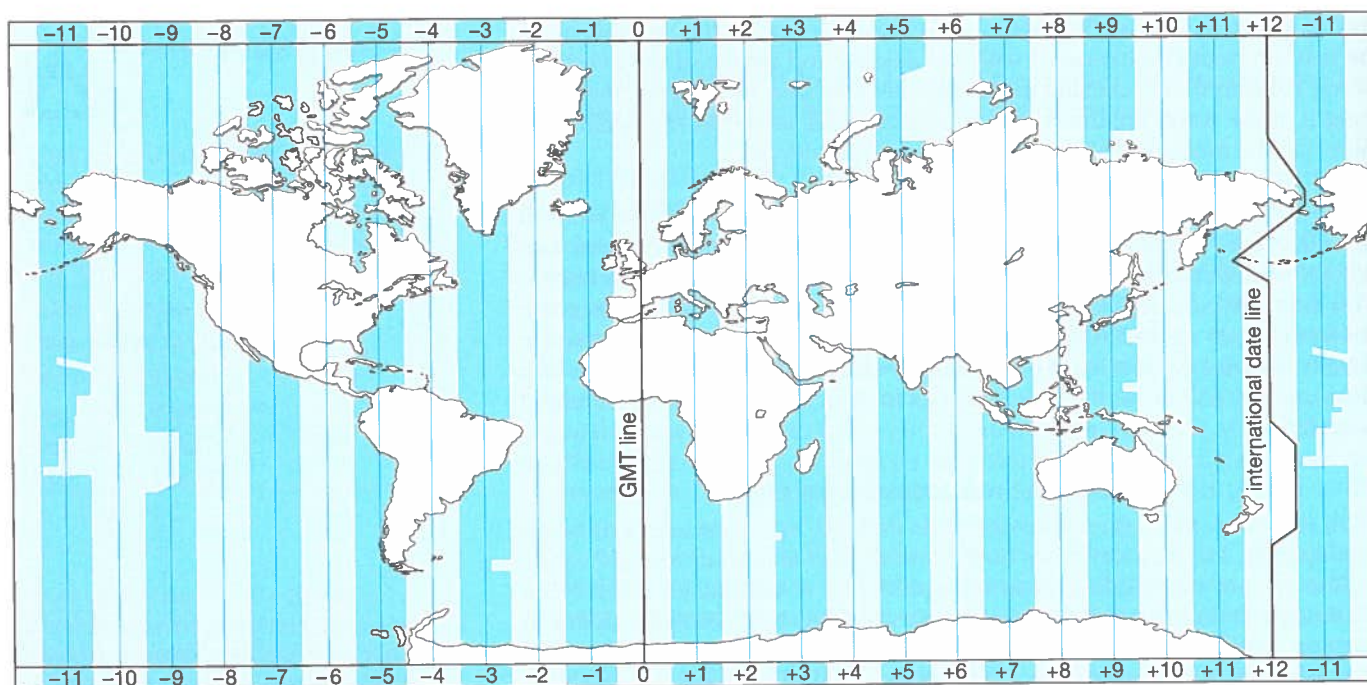 −11 −10 −9 −8 −7 −6 −5 −4 −3 −2 −1 0 +1 +2 +3 +4 +5 +6 +7 +8 +9 +10 +11 +12 −11
GMT line
international date line
−11 −10 −9 −8 −7 −6 −5 −4 −3 −2 −1 0 +1 +2 +3 +4 +5 +6 +7 +8 +9 +10 +11 +12 −11